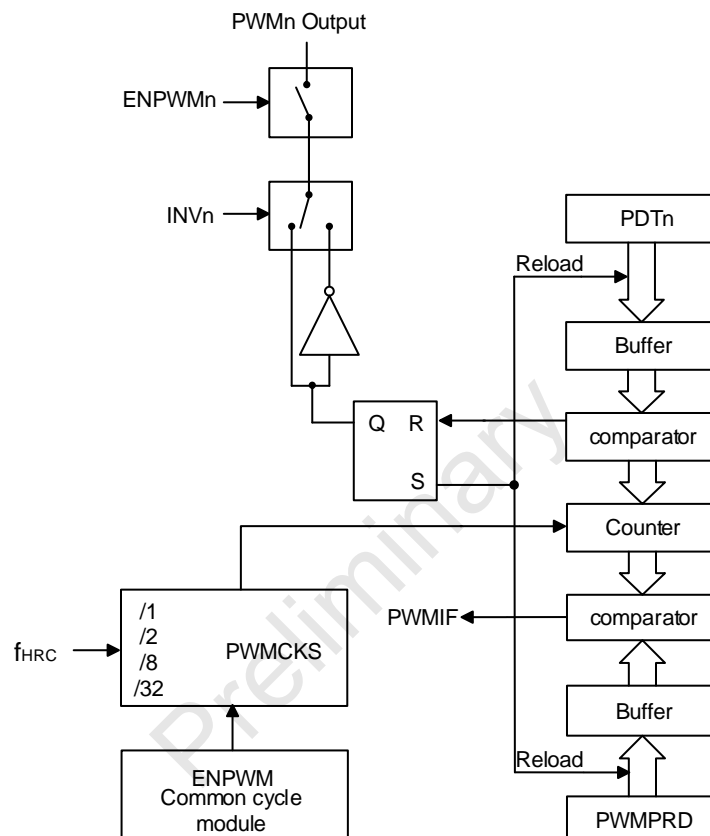 PWMn Output
ENPWMn
INVn
PDTn
Reload
Buffer
Q R
S
comparator
Counter
/1
/2
/8
/32
PWMCKS
fHRC
PWMIF
comparator
Buffer
Reload
ENPWM
Common cycle
module
PWMPRD
Preliminary